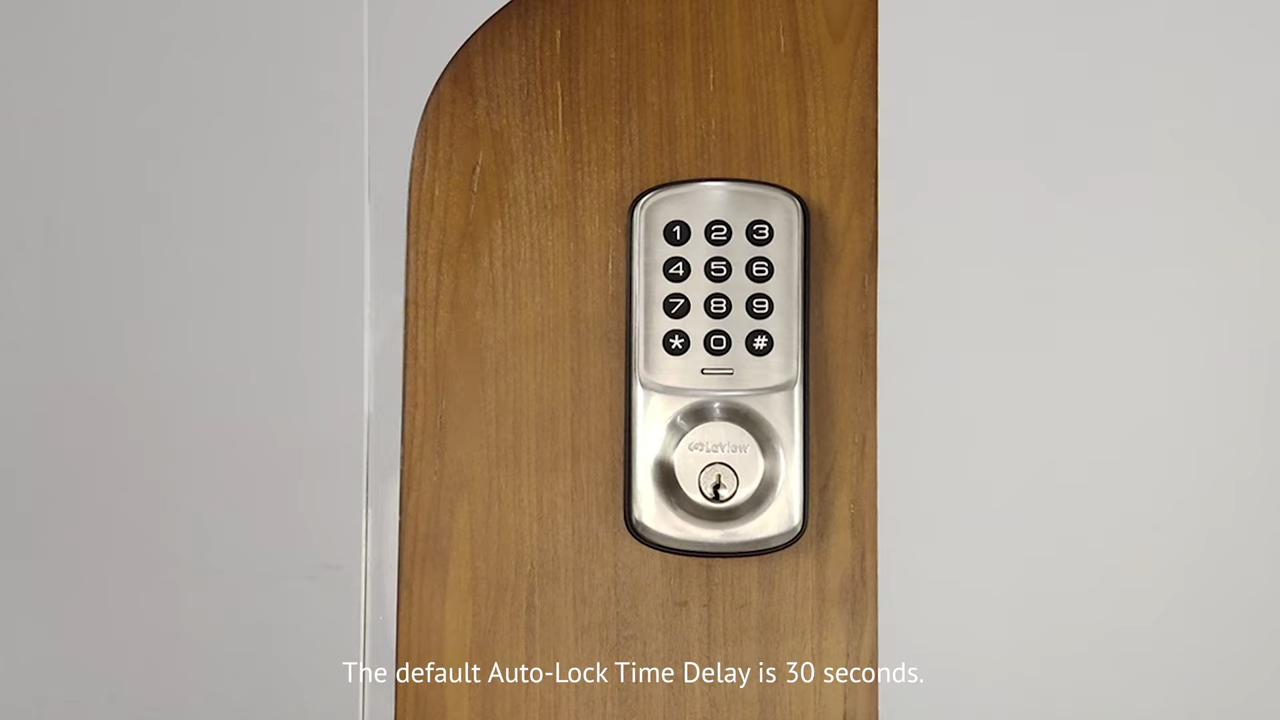 1 2 3
4 5 6
7 8 9
* 0 #
LaView
The default Auto-Lock Time Delay is 30 seconds.